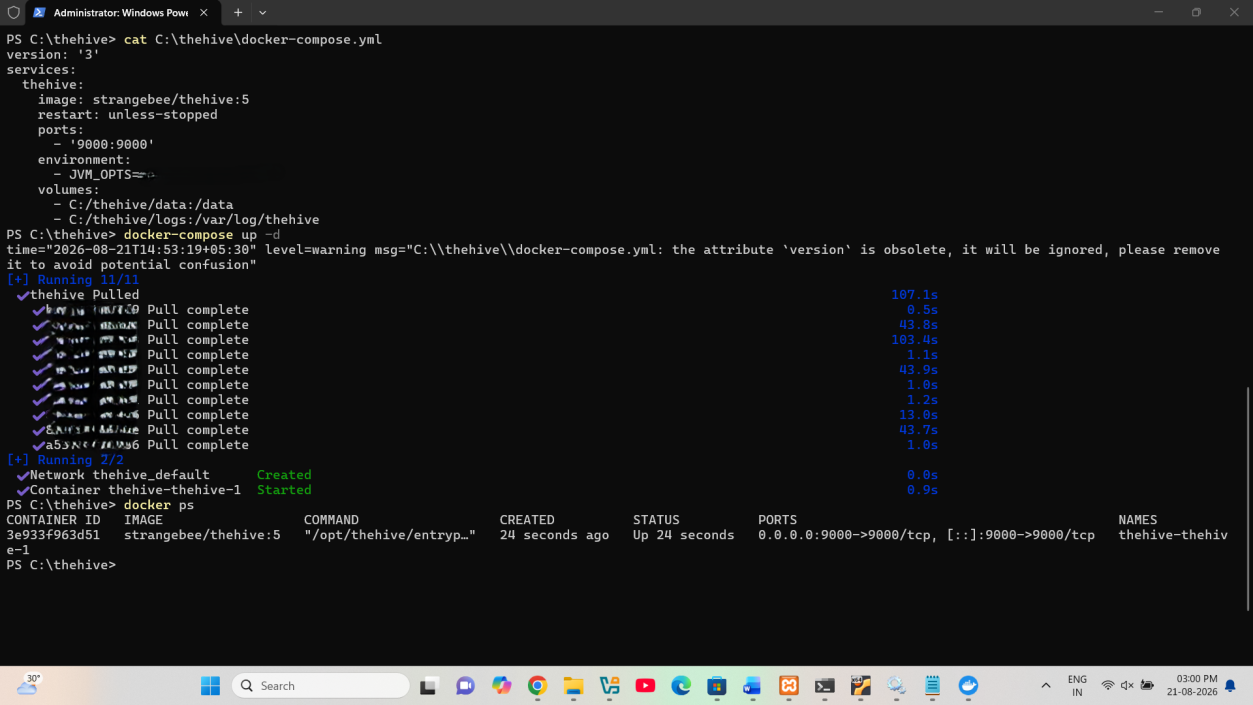 Administrator: Windows Powe
PS C:\thehive> cat C:\thehive\docker-compose.yml
version: '3'
services:
  thehive:
    image: strangebee/thehive:5
    restart: unless-stopped
    ports:
      - '9000:9000'
    environment:
      - JVM_OPTS=
    volumes:
      - C:/thehive/data:/data
      - C:/thehive/logs:/var/log/thehive
PS C:\thehive> docker-compose up -d
time="2026-08-21T14:53:19+05:30" level=warning msg="C:\\thehive\\docker-compose.yml: the attribute `version` is obsolete, it will be ignored, please remove
it to avoid potential confusion"
[+] Running 11/11
thehive Pulled 107.1s
Pull complete 0.5s
Pull complete 43.8s
Pull complete 103.4s
Pull complete 1.1s
Pull complete 43.9s
Pull complete 1.0s
Pull complete 1.2s
Pull complete 13.0s
Pull complete 43.7s
Pull complete 1.0s
[+] Running 2/2
Network thehive_default Created 0.0s
Container thehive-thehive-1 Started 0.9s
PS C:\thehive> docker ps
CONTAINER ID IMAGE COMMAND CREATED STATUS PORTS NAMES
3e933f963d51 strangebee/thehive:5 "/opt/thehive/entryp…" 24 seconds ago Up 24 seconds 0.0.0.0:9000->9000/tcp, [::]:9000->9000/tcp thehive-thehiv
e-1
PS C:\thehive>
30°
Search
ENG
IN
03:00 PM
21-08-2026